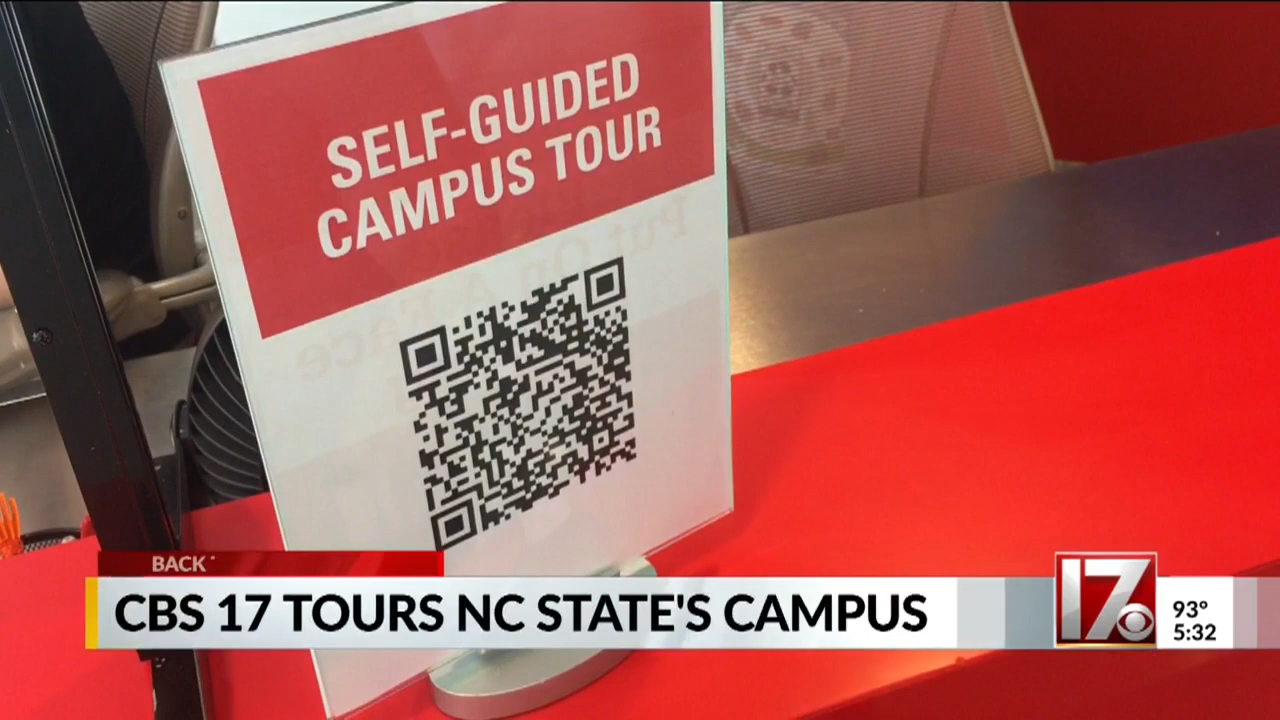 SELF-GUIDED
CAMPUS TOUR
BACK
CBS 17 TOURS NC STATE'S CAMPUS
17
93°
5:32